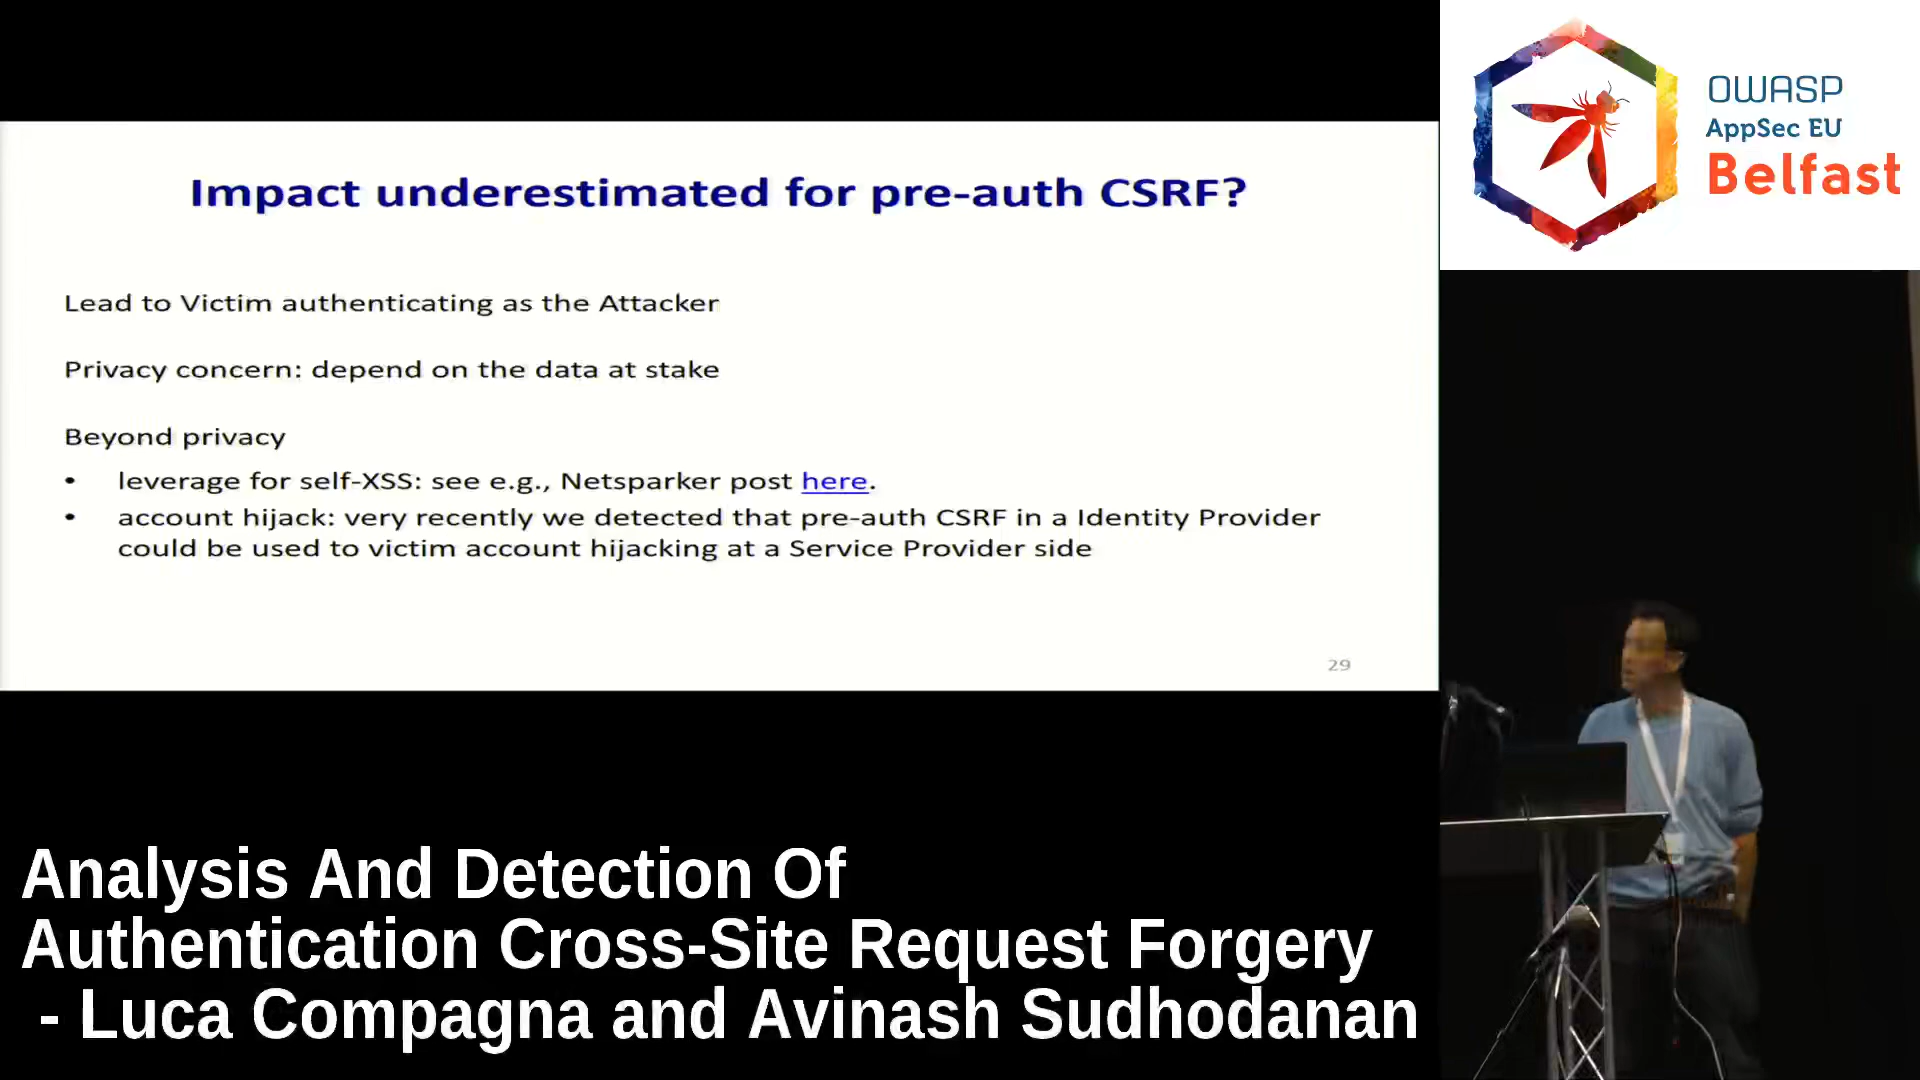 OWASP
AppSec EU
Belfast
Impact underestimated for pre-auth CSRF?
Lead to Victim authenticating as the Attacker
Privacy concern: depend on the data at stake
Beyond privacy
• leverage for self-XSS: see e.g., Netsparker post here.
• account hijack: very recently we detected that pre-auth CSRF in a Identity Provider
could be used to victim account hijacking at a Service Provider side
29
Analysis And Detection Of
Authentication Cross-Site Request Forgery
- Luca Compagna and Avinash Sudhodanan